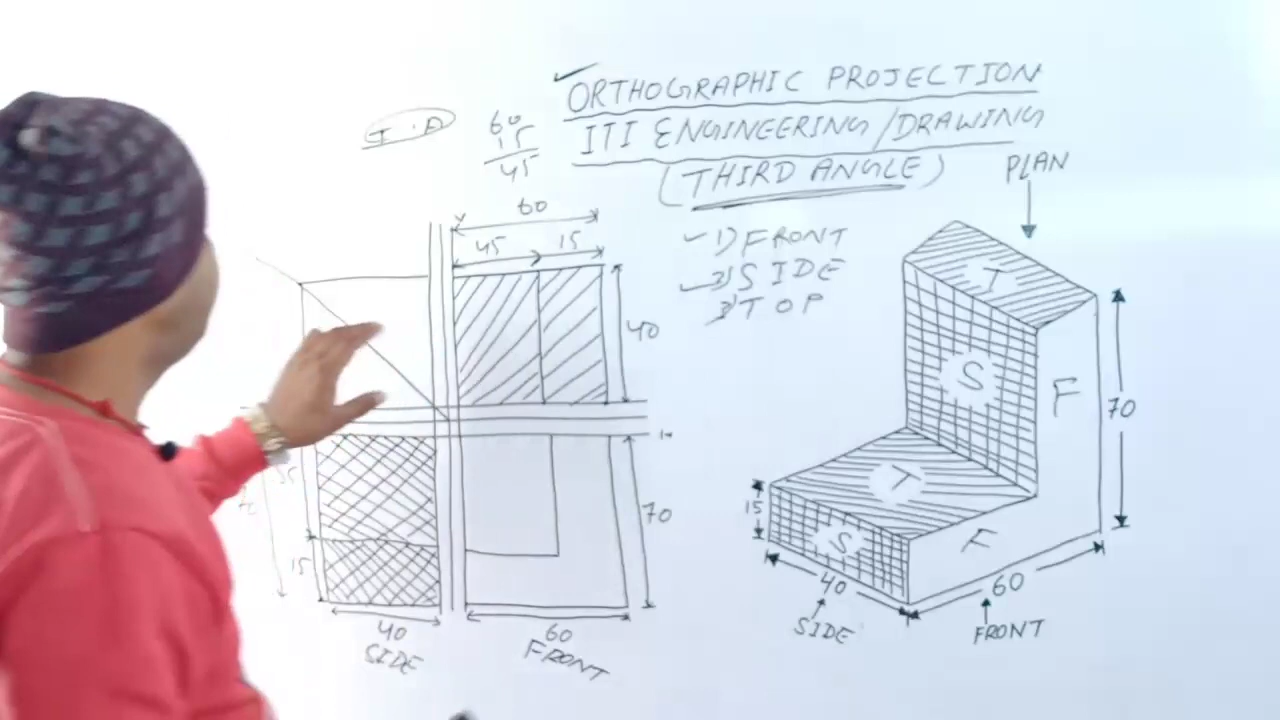 ORTHOGRAPHIC PROJECTION
ITI ENGINEERING/DRAWING
(THIRD ANGLE)
1) FRONT
2) SIDE
3) TOP
60
15
45
60
45 15
40
70
15
40
SIDE
60
FRONT
PLAN
T
S
F
T
S
F
70
15
40
60
SIDE
FRONT